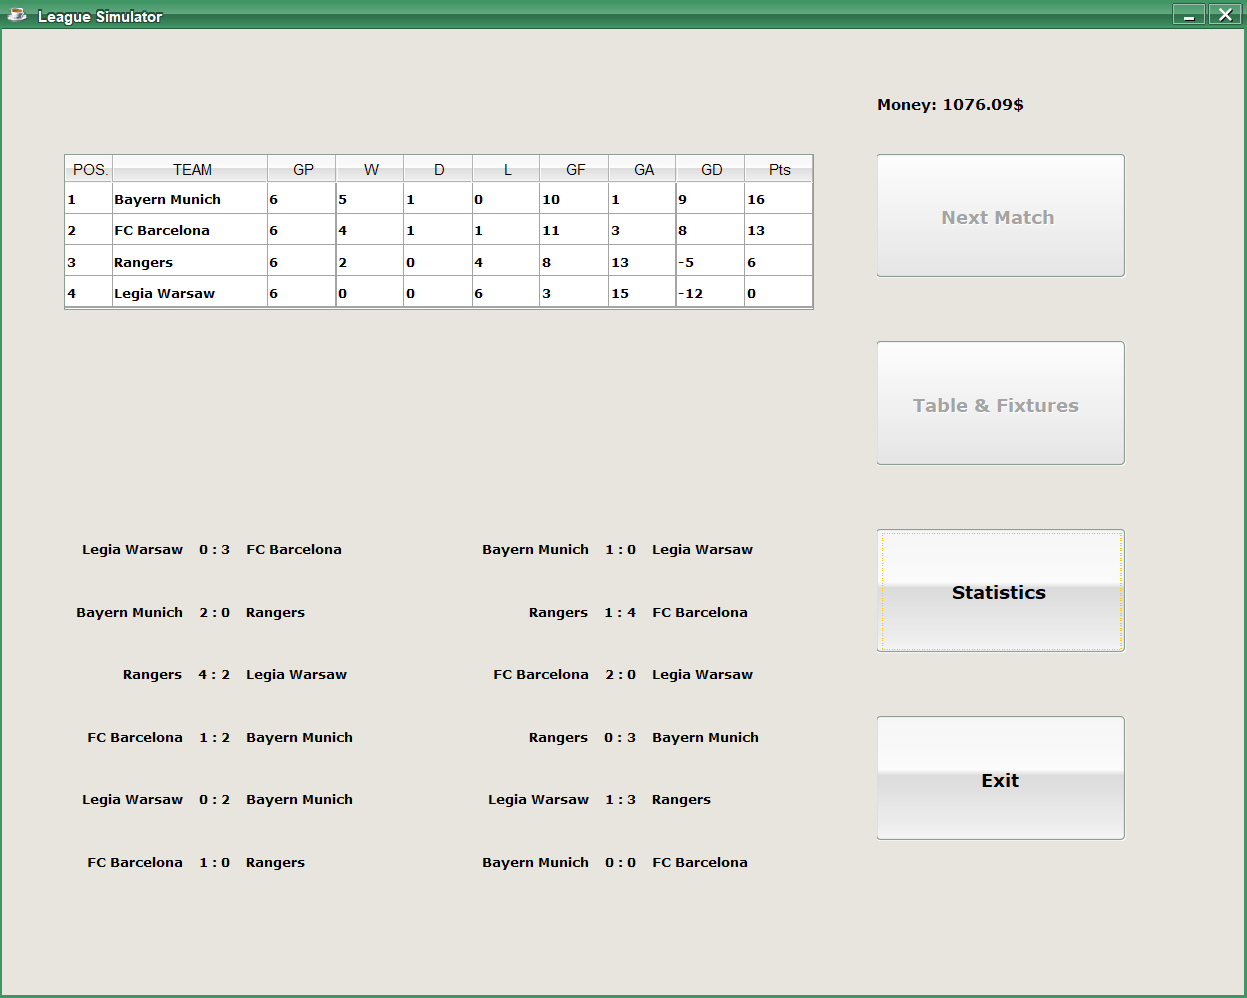 League Simulator
Money: 1076.09$
POS. TEAM GP W D L GF GA GD Pts
1 Bayern Munich 6 5 1 0 10 1 9 16
2 FC Barcelona 6 4 1 1 11 3 8 13
3 Rangers 6 2 0 4 8 13 -5 6
4 Legia Warsaw 6 0 0 6 3 15 -12 0
Next Match
Table & Fixtures
Legia Warsaw 0 : 3 FC Barcelona
Bayern Munich 1 : 0 Legia Warsaw
Bayern Munich 2 : 0 Rangers
Rangers 1 : 4 FC Barcelona
Rangers 4 : 2 Legia Warsaw
FC Barcelona 2 : 0 Legia Warsaw
FC Barcelona 1 : 2 Bayern Munich
Rangers 0 : 3 Bayern Munich
Legia Warsaw 0 : 2 Bayern Munich
Legia Warsaw 1 : 3 Rangers
FC Barcelona 1 : 0 Rangers
Bayern Munich 0 : 0 FC Barcelona
Statistics
Exit